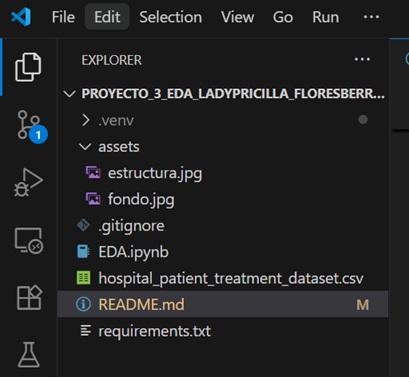 File Edit Selection View Go Run ...
EXPLORER ...
PROYECTO_3_EDA_LADYPRICILLA_FLORESBERR...
.venv
assets
estructura.jpg
fondo.jpg
.gitignore
EDA.ipynb
hospital_patient_treatment_dataset.csv
README.md M
requirements.txt
1